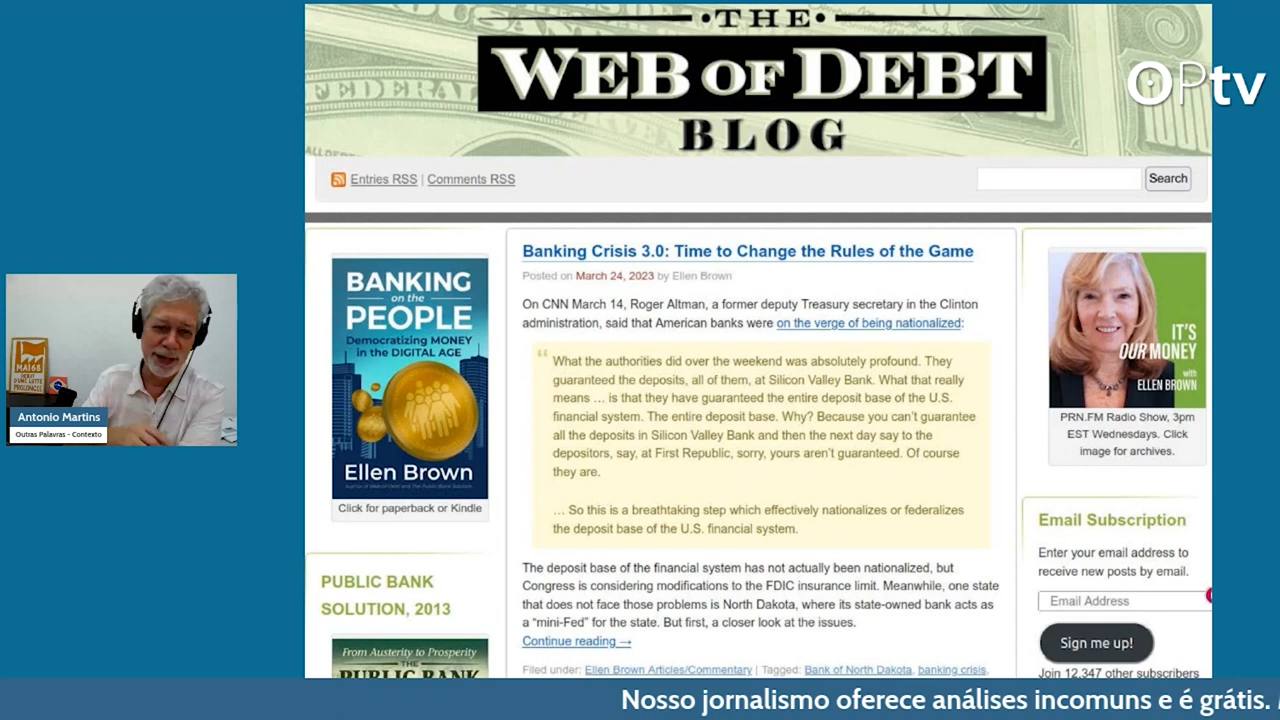 •THE•
WEB OF DEBT
BLOG
FEDERAL
OPtv
Entries RSS | Comments RSS
Search
BANKING
on the
PEOPLE
Democratizing MONEY
in the DIGITAL AGE
Ellen Brown
Click for paperback or Kindle
PUBLIC BANK
SOLUTION, 2013
From Austerity to Prosperity
THE
PUBLIC BANK
Banking Crisis 3.0: Time to Change the Rules of the Game
Posted on March 24, 2023 by Ellen Brown
On CNN March 14, Roger Altman, a former deputy Treasury secretary in the Clinton
administration, said that American banks were on the verge of being nationalized:
What the authorities did over the weekend was absolutely profound. They
guaranteed the deposits, all of them, at Silicon Valley Bank. What that really
means … is that they have guaranteed the entire deposit base of the U.S.
financial system. The entire deposit base. Why? Because you can’t guarantee
all the deposits in Silicon Valley Bank and then the next day say to the
depositors, say, at First Republic, sorry, yours aren’t guaranteed. Of course
they are.
… So this is a breathtaking step which effectively nationalizes or federalizes
the deposit base of the U.S. financial system.
The deposit base of the financial system has not actually been nationalized, but
Congress is considering modifications to the FDIC insurance limit. Meanwhile, one state
that does not face those problems is North Dakota, where its state-owned bank acts as
a “mini-Fed” for the state. But first, a closer look at the issues.
Continue reading →
Filed under: Ellen Brown Articles/Commentary | Tagged: Bank of North Dakota, banking crisis,
IT’S
OUR MONEY
with
ELLEN BROWN
PRN.FM Radio Show, 3pm
EST Wednesdays. Click
image for archives.
Email Subscription
Enter your email address to
receive new posts by email.
Email Address
Sign me up!
Join 12,347 other subscribers
MAI 68
DÉBUT
D'UNE LUTTE
PROLONGÉE
Antonio Martins
Outras Palavras - Contexto
Nosso jornalismo oferece análises incomuns e é grátis.